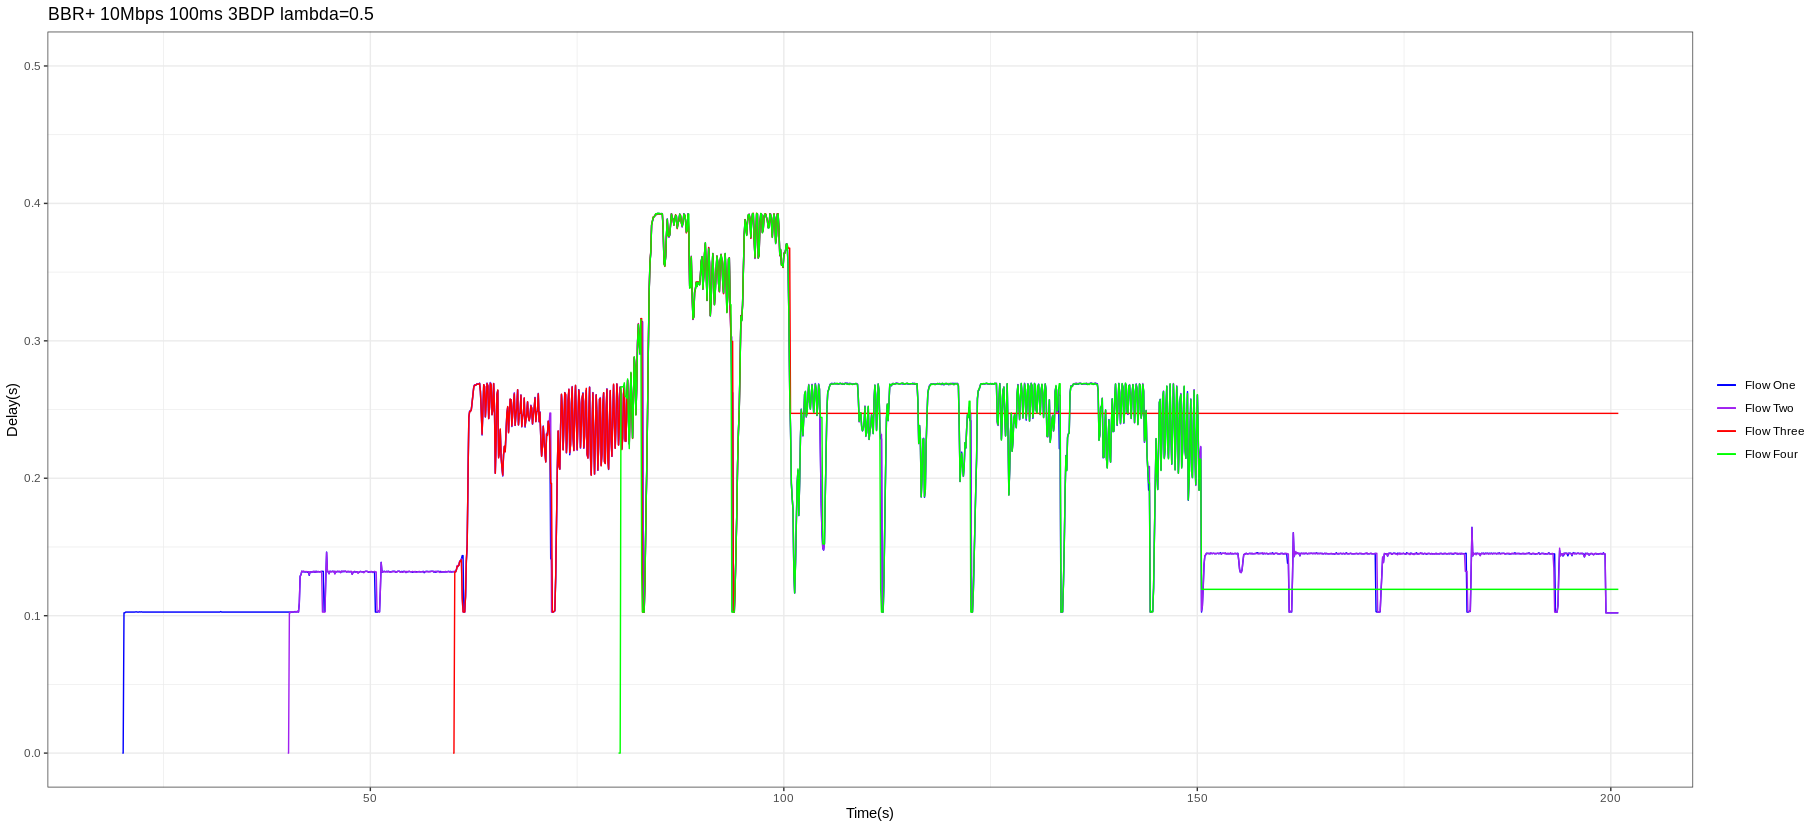 BBR+ 10Mbps 100ms 3BDP lambda=0.5
0.5
0.4
0.3
0.2
0.1
0.0
Delay(s)
50
100
150
200
Time(s)
Flow One
Flow Two
Flow Three
Flow Four